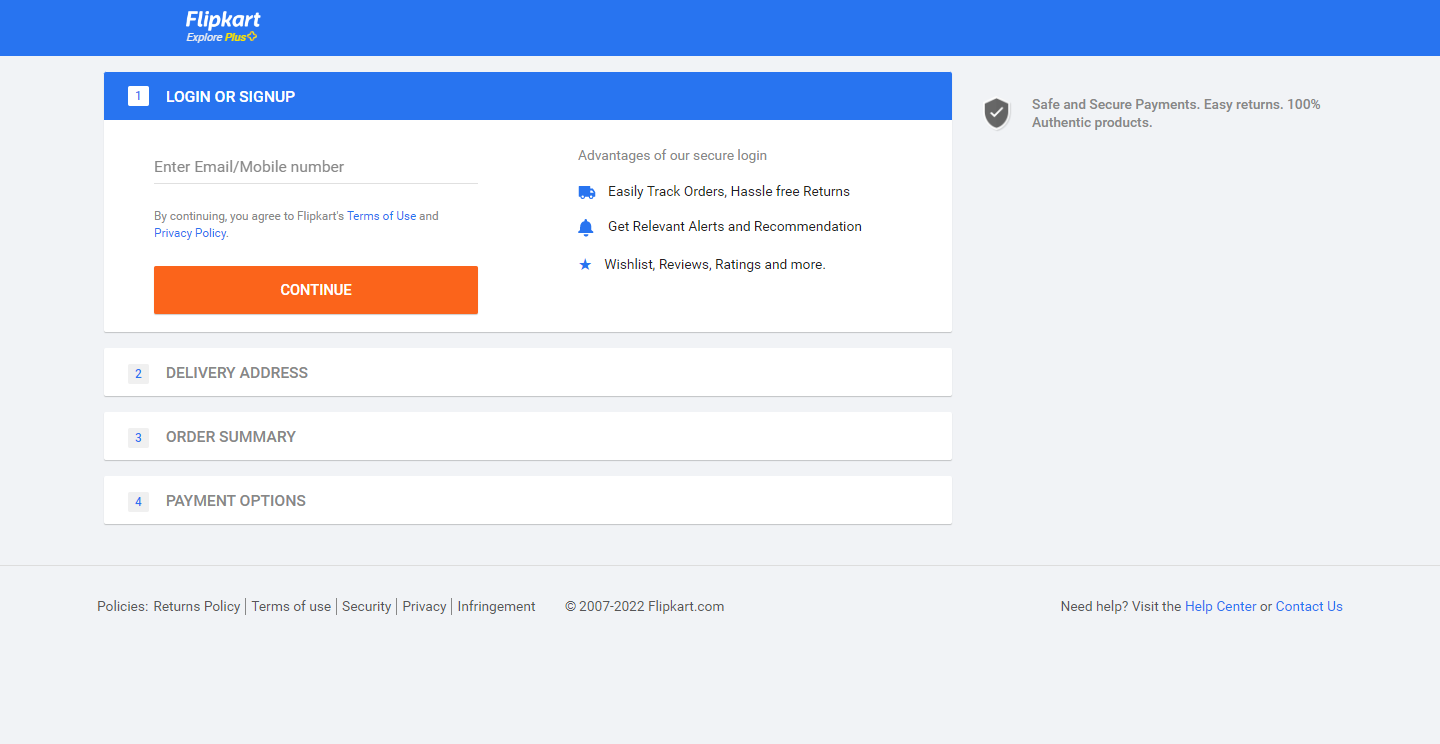 Flipkart
Explore Plus
1 LOGIN OR SIGNUP
Enter Email/Mobile number
By continuing, you agree to Flipkart's Terms of Use and
Privacy Policy.
CONTINUE
Advantages of our secure login
Easily Track Orders, Hassle free Returns
Get Relevant Alerts and Recommendation
Wishlist, Reviews, Ratings and more.
Safe and Secure Payments. Easy returns. 100%
Authentic products.
2 DELIVERY ADDRESS
3 ORDER SUMMARY
4 PAYMENT OPTIONS
Policies: Returns Policy | Terms of use | Security | Privacy | Infringement © 2007-2022 Flipkart.com Need help? Visit the Help Center or Contact Us